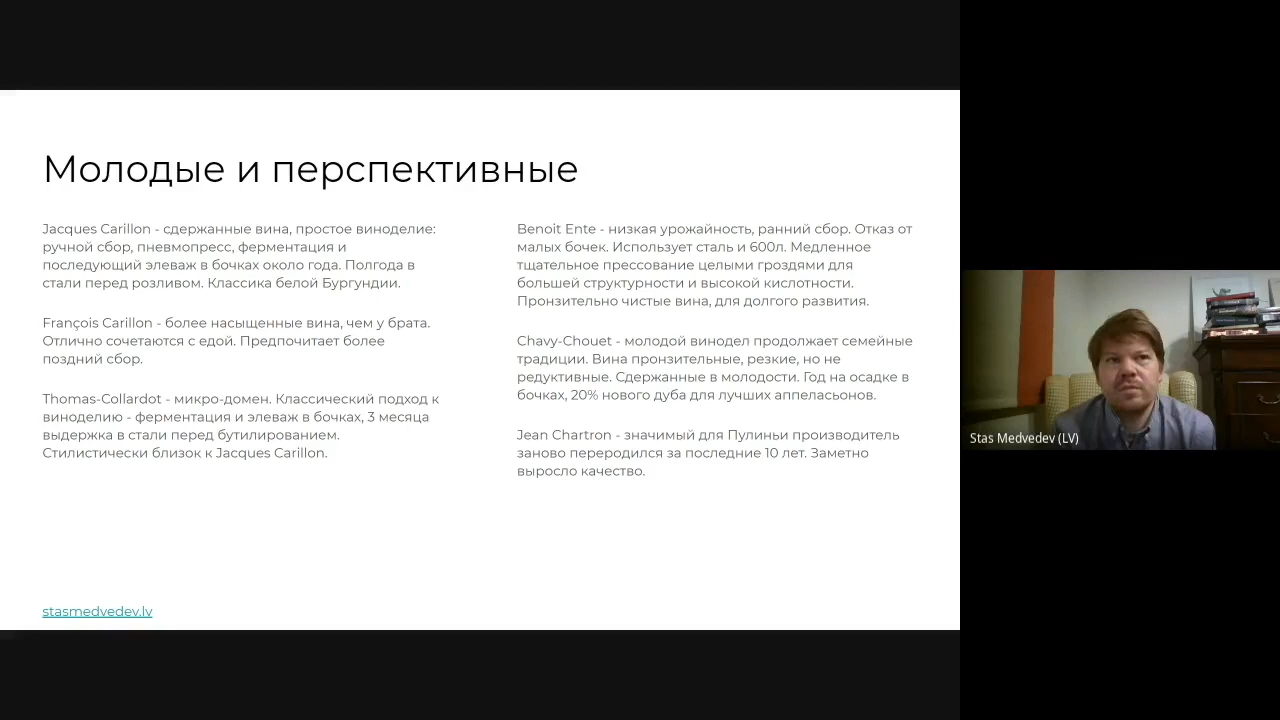 Молодые и перспективные
Jacques Carillon - сдержанные вина, простое виноделие:
ручной сбор, пневмопресс, ферментация и
последующий элеваж в бочках около года. Полгода в
стали перед розливом. Классика белой Бургундии.
François Carillon - более насыщенные вина, чем у брата.
Отлично сочетаются с едой. Предпочитает более
поздний сбор.
Thomas-Collardot - микро-домен. Классический подход к
виноделию - ферментация и элеваж в бочках, 3 месяца
выдержка в стали перед бутилированием.
Стилистически близок к Jacques Carillon.
Benoit Ente - низкая урожайность, ранний сбор. Отказ от
малых бочек. Использует сталь и 600л. Медленное
тщательное прессование целыми гроздями для
большей структурности и высокой кислотности.
Пронзительно чистые вина, для долгого развития.
Chavy-Chouet - молодой винодел продолжает семейные
традиции. Вина пронзительные, резкие, но не
редуктивные. Сдержанные в молодости. Год на осадке в
бочках, 20% нового дуба для лучших аппеласьонов.
Jean Chartron - значимый для Пулиньи производитель
заново переродился за последние 10 лет. Заметно
выросло качество.
stasmedvedev.lv
Stas Medvedev (LV)